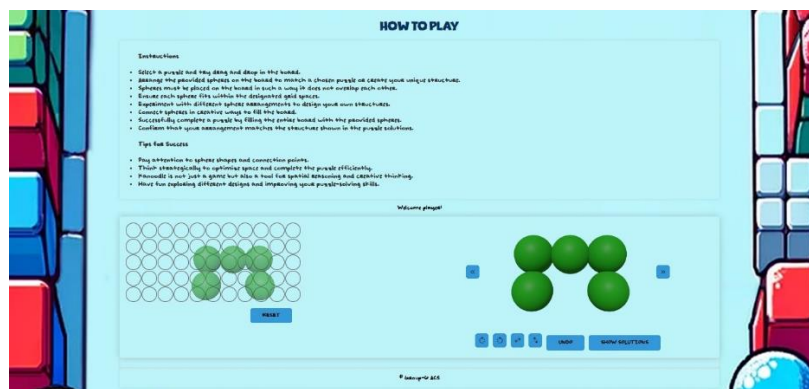 HOW TO PLAY
Instructions
Select a puzzle and try drag and drop in the board.
Arrange the provided spheres on the board to match a chosen puzzle or create your unique structure.
Spheres must be placed on the board in such a way it does not overlap each other.
Ensure each sphere fits within the designated grid spaces.
Experiment with different sphere arrangements to design your own structures.
Connect spheres in creative ways to fill the board.
Successfully complete a puzzle by filling the entire board with the provided spheres.
Confirm that your arrangement matches the structure shown in the puzzle solutions.
Tips for Success
Pay attention to sphere shapes and connection points.
Think strategically to optimise space and complete the puzzle efficiently.
Kanoodle is not just a game but also a tool for spatial reasoning and creative thinking.
Have fun exploring different designs and improving your puzzle-solving skills.
Welcome player!
RESET
UNDO
SHOW SOLUTIONS